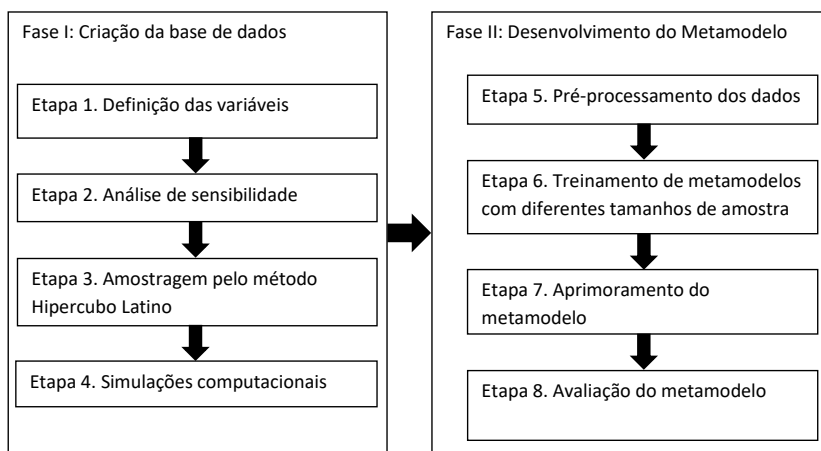 Fase I: Criação da base de dados
Etapa 1. Definição das variáveis
Etapa 2. Análise de sensibilidade
Etapa 3. Amostragem pelo método
Hipercubo Latino
Etapa 4. Simulações computacionais
Fase II: Desenvolvimento do Metamodelo
Etapa 5. Pré-processamento dos dados
Etapa 6. Treinamento de metamodelos
com diferentes tamanhos de amostra
Etapa 7. Aprimoramento do
metamodelo
Etapa 8. Avaliação do metamodelo